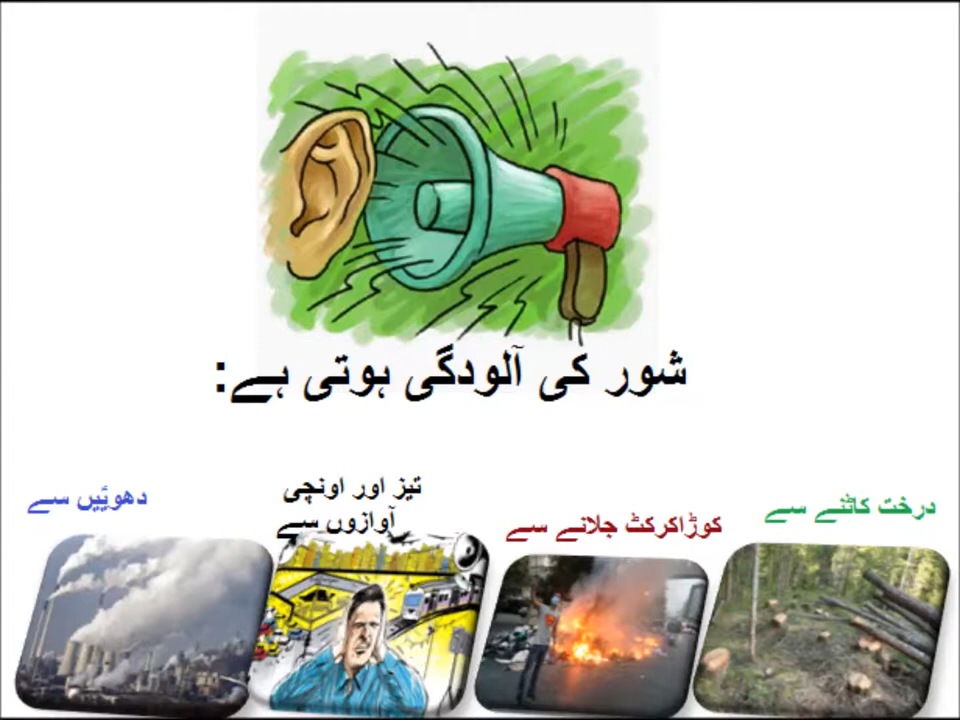 شور کی آلودگی ہوتی ہے:
درخت کاٹنے سے
کوڑاکرکٹ جلانے سے
تیز اور اونچی
آوازوں سے
دھوئیں سے